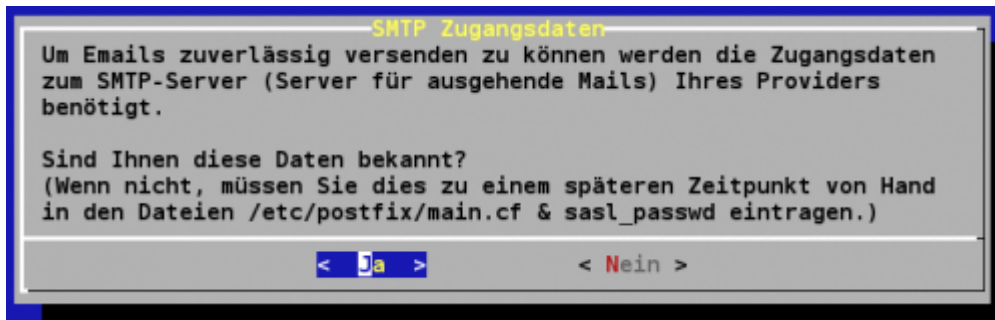 SMTP Zugangsdaten
Um Emails zuverlässig versenden zu können werden die Zugangsdaten
zum SMTP-Server (Server für ausgehende Mails) Ihres Providers
benötigt.
Sind Ihnen diese Daten bekannt?
(Wenn nicht, müssen Sie dies zu einem späteren Zeitpunkt von Hand
in den Dateien /etc/postfix/main.cf & sasl_passwd eintragen.)
< Ja > < Nein >